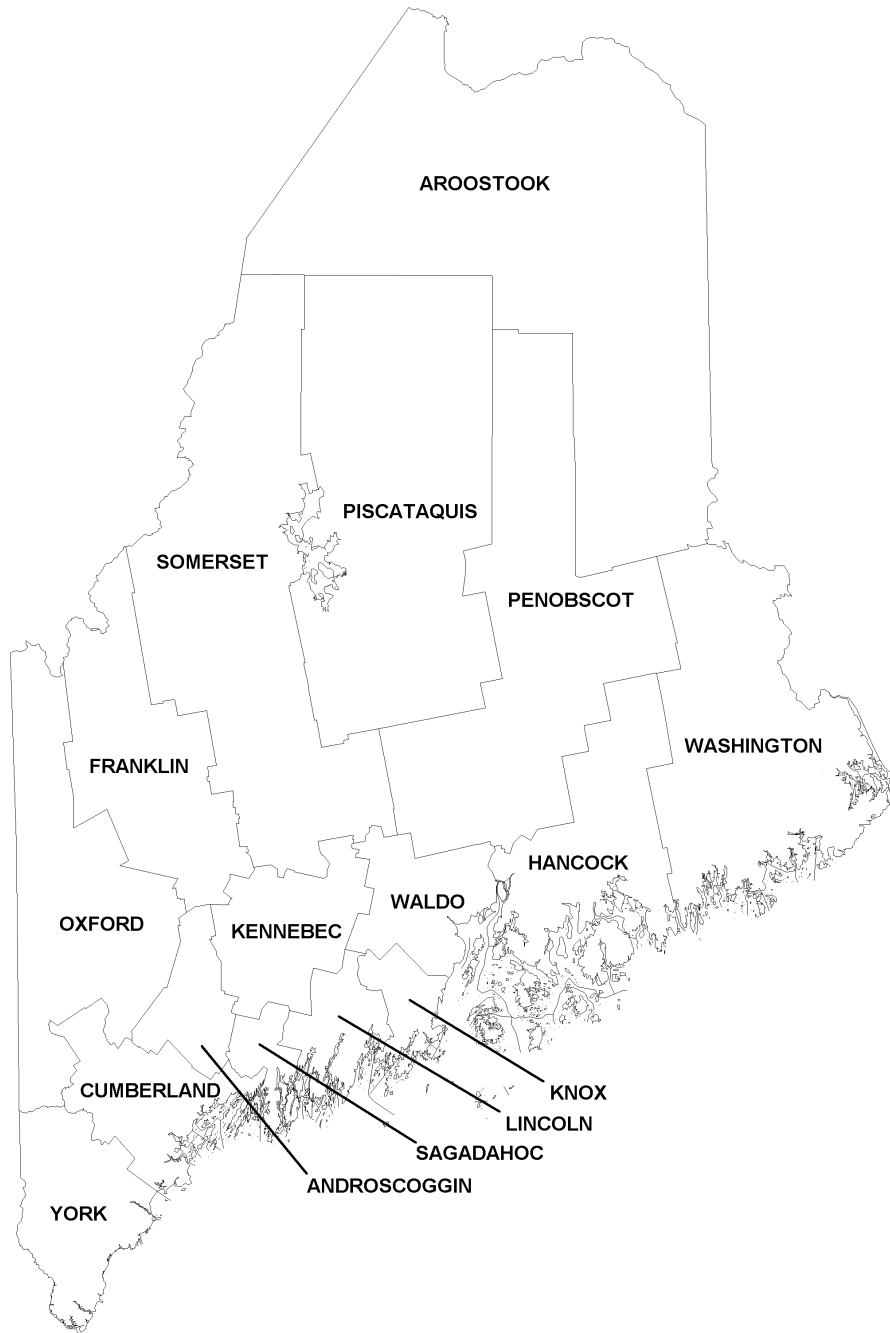 AROOSTOOK
PISCATAQUIS
SOMERSET
PENOBSCOT
WASHINGTON
FRANKLIN
HANCOCK
WALDO
OXFORD
KENNEBEC
CUMBERLAND
KNOX
LINCOLN
SAGADAHOC
ANDROSCOGGIN
YORK